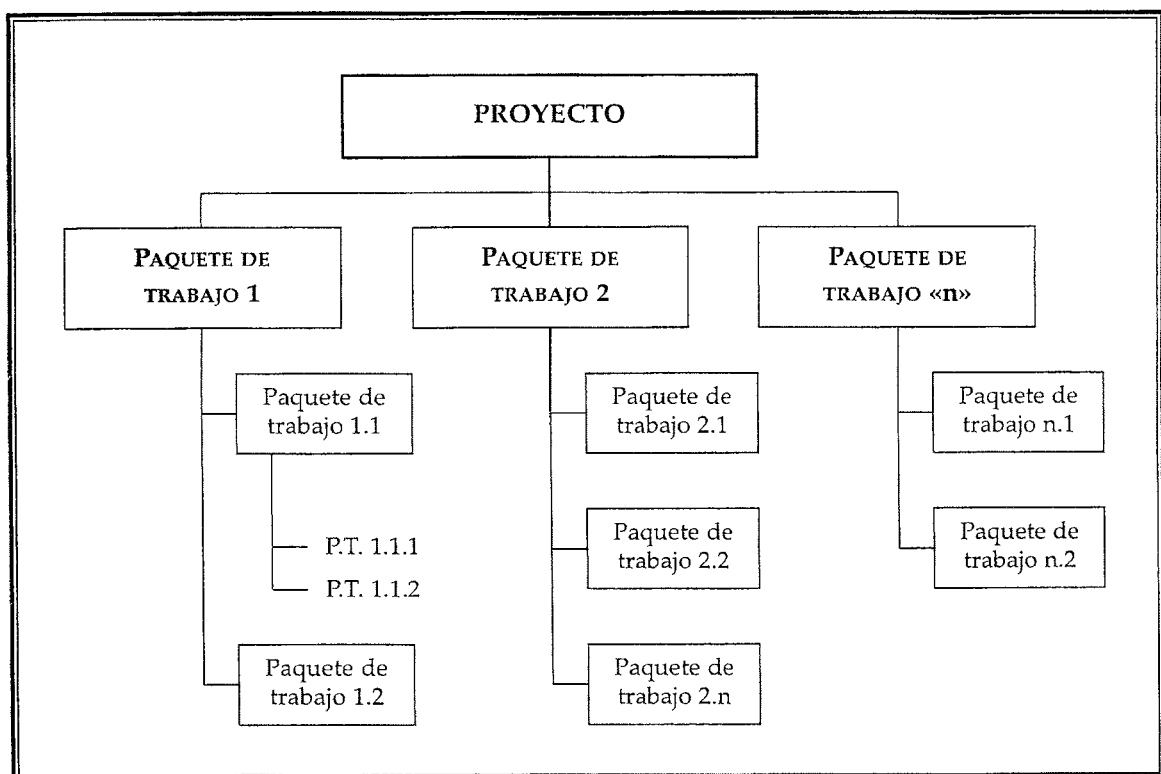 PROYECTO
PAQUETE DE
TRABAJO 1
PAQUETE DE
TRABAJO 2
PAQUETE DE
TRABAJO «n»
Paquete de
trabajo 1.1
P.T. 1.1.1
P.T. 1.1.2
Paquete de
trabajo 1.2
Paquete de
trabajo 2.1
Paquete de
trabajo 2.2
Paquete de
trabajo 2.n
Paquete de
trabajo n.1
Paquete de
trabajo n.2